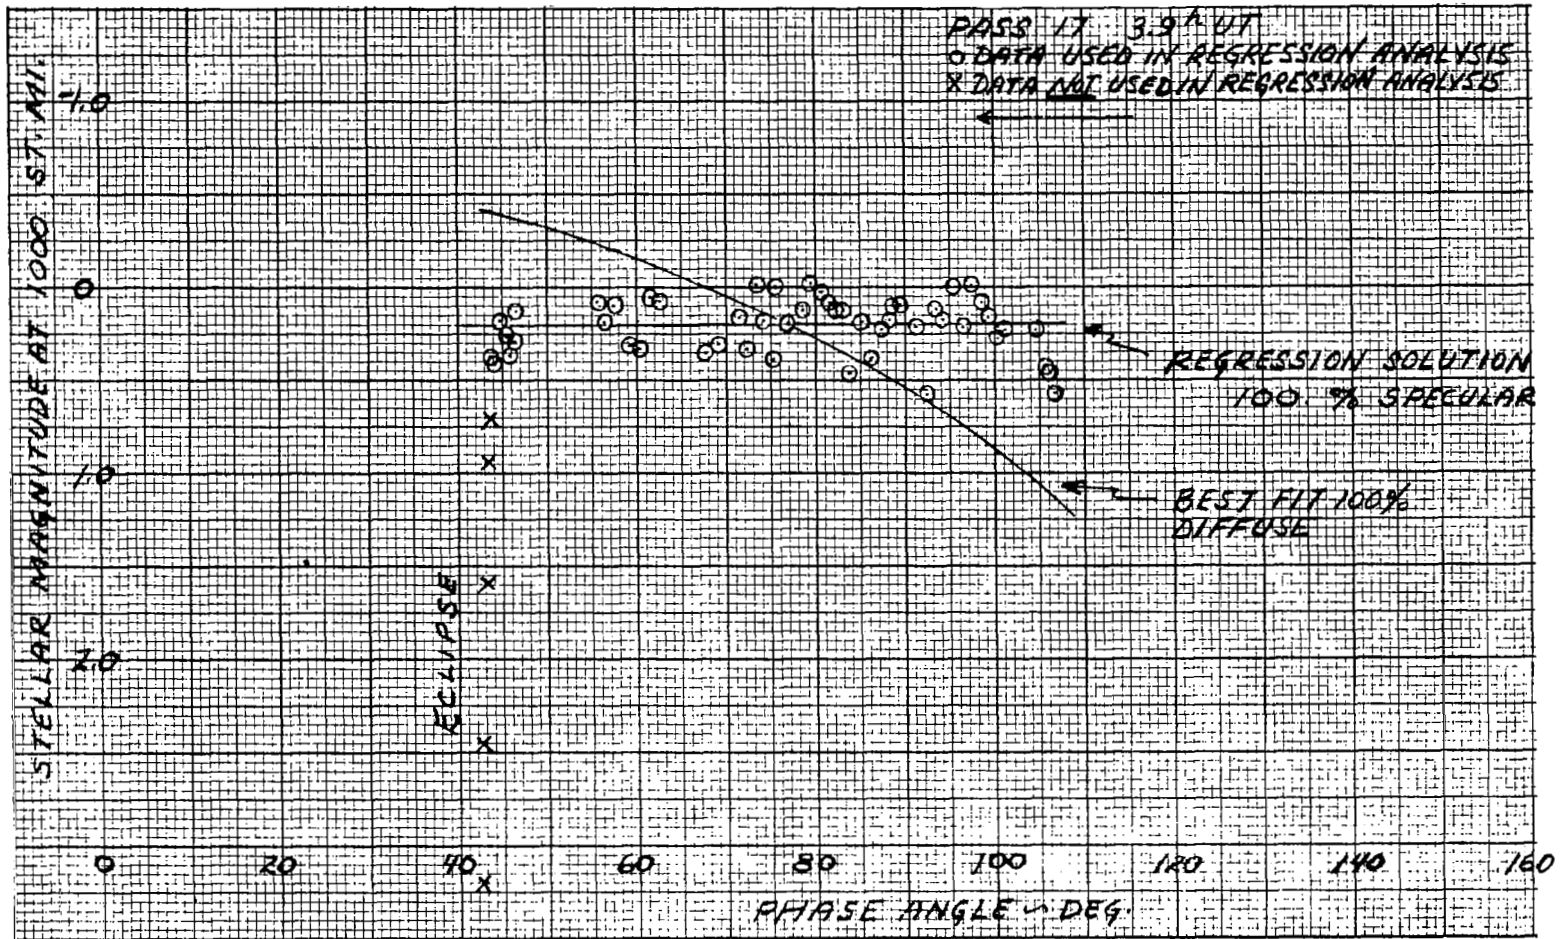 PASS 17 3.9ʰ UT
O DATA USED IN REGRESSION ANALYSIS
X DATA NOT USED IN REGRESSION ANALYSIS
STELLAR MAGNITUDE AT 1000 ST. MI.
-1.0
0
1.0
2.0
REGRESSION SOLUTION
100. % SPECULAR
BEST FIT 100%
DIFFUSE
ECLIPSE
0 20 40 60 80 100 120 140 160
PHASE ANGLE ~ DEG.